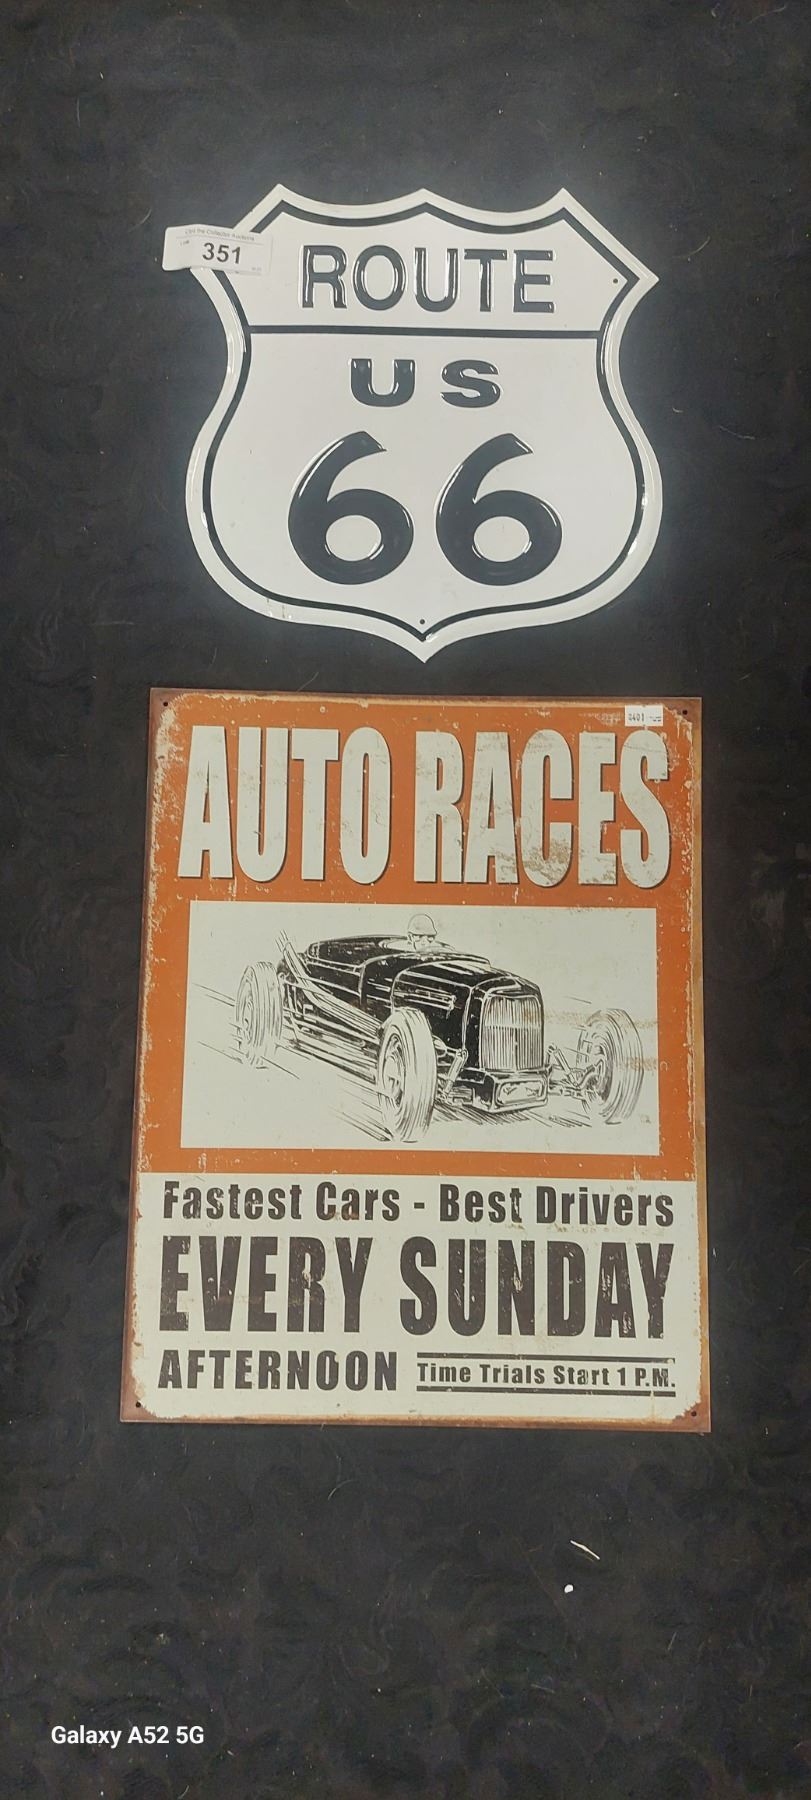 351
ROUTE
US
66
AUTO RACES
Fastest Cars - Best Drivers
EVERY SUNDAY
AFTERNOON
Time Trials Start 1 P.M.
Galaxy A52 5G